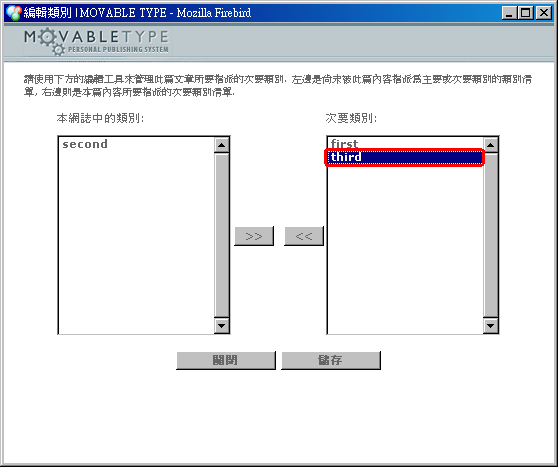 編輯類別 | MOVABLE TYPE - Mozilla Firebird
MOVABLETYPE
PERSONAL PUBLISHING SYSTEM
請使用下方的編輯工具來管理此篇文章所要指派的次要類別. 左邊是尚未被此篇內容指派為主要或次要類別的類別清
單, 右邊則是本篇內容所要指派的次要類別清單.
本網誌中的類別:
次要類別:
second
first
third
>>
<<
關閉
儲存